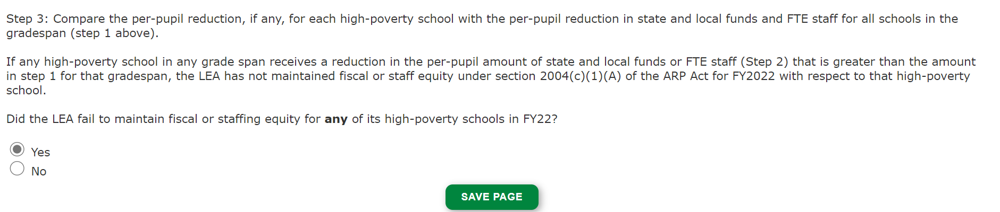 Step 3: Compare the per-pupil reduction, if any, for each high-poverty school with the per-pupil reduction in state and local funds and FTE staff for all schools in the
gradespan (step 1 above).
If any high-poverty school in any grade span receives a reduction in the per-pupil amount of state and local funds or FTE staff (Step 2) that is greater than the amount
in step 1 for that gradespan, the LEA has not maintained fiscal or staff equity under section 2004(c)(1)(A) of the ARP Act for FY2022 with respect to that high-poverty
school.
Did the LEA fail to maintain fiscal or staffing equity for any of its high-poverty schools in FY22?
Yes
No
SAVE PAGE